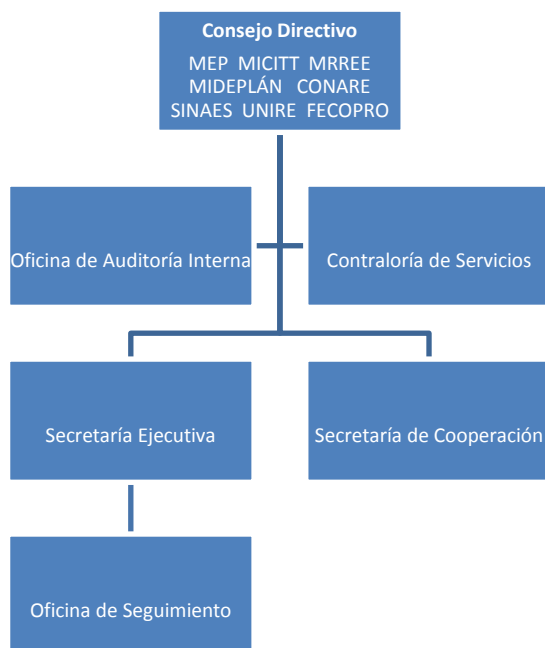 Consejo Directivo
MEP MICITT MRREE
MIDEPLÁN CONARE
SINAES UNIRE FECOPRO
Oficina de Auditoría Interna
Contraloría de Servicios
Secretaría Ejecutiva
Secretaría de Cooperación
Oficina de Seguimiento